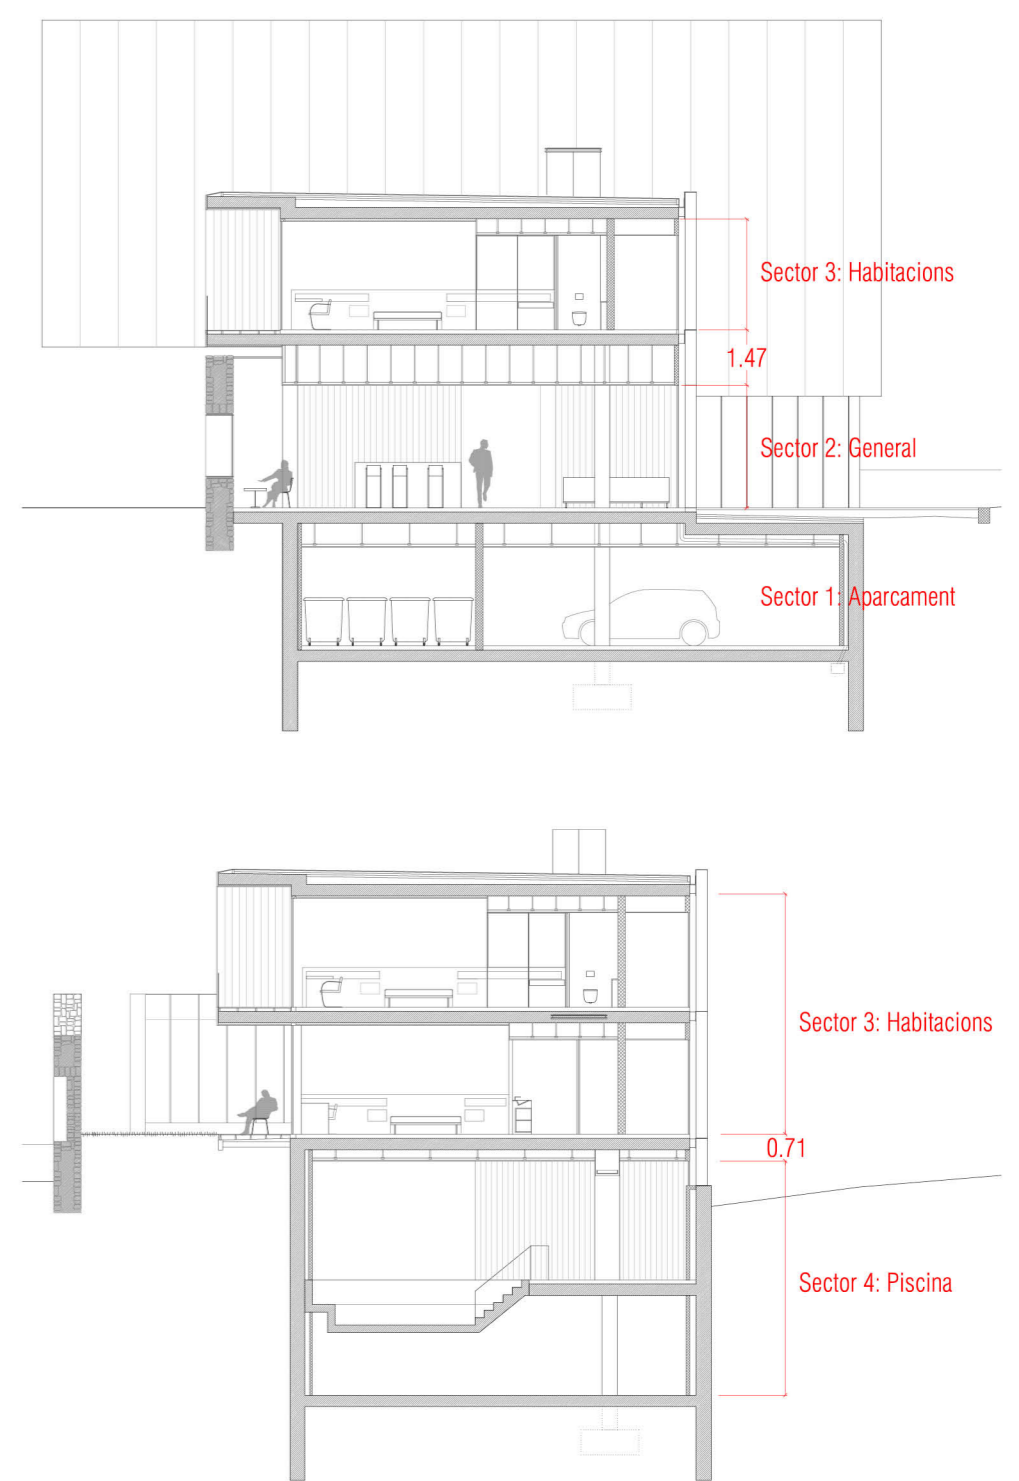 Sector 3: Habitacions
1.47
Sector 2: General
Sector 1: Aparcament
Sector 3: Habitacions
0.71
Sector 4: Piscina